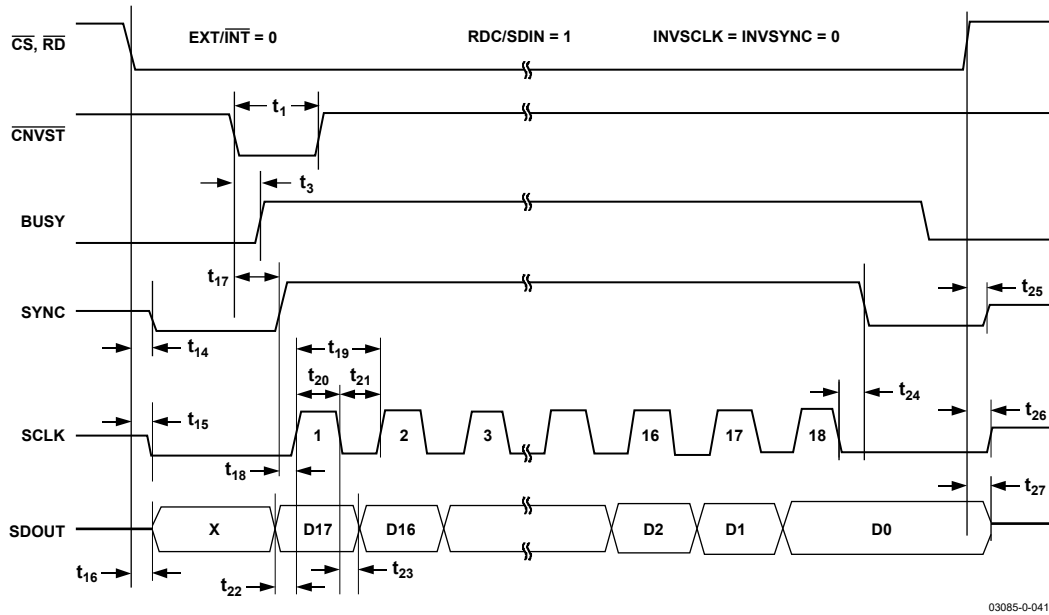 CS, RD
EXT/INT = 0 RDC/SDIN = 1 INVSCLK = INVSYNC = 0
t1
CNVST
t3
BUSY
t17
t25
SYNC
t14
t19
t20 t21
t24
t15
t26
SCLK
1 2 3 16 17 18
t18
t27
SDOUT
X D17 D16 D2 D1 D0
t16
t22
t23
03085-0-041